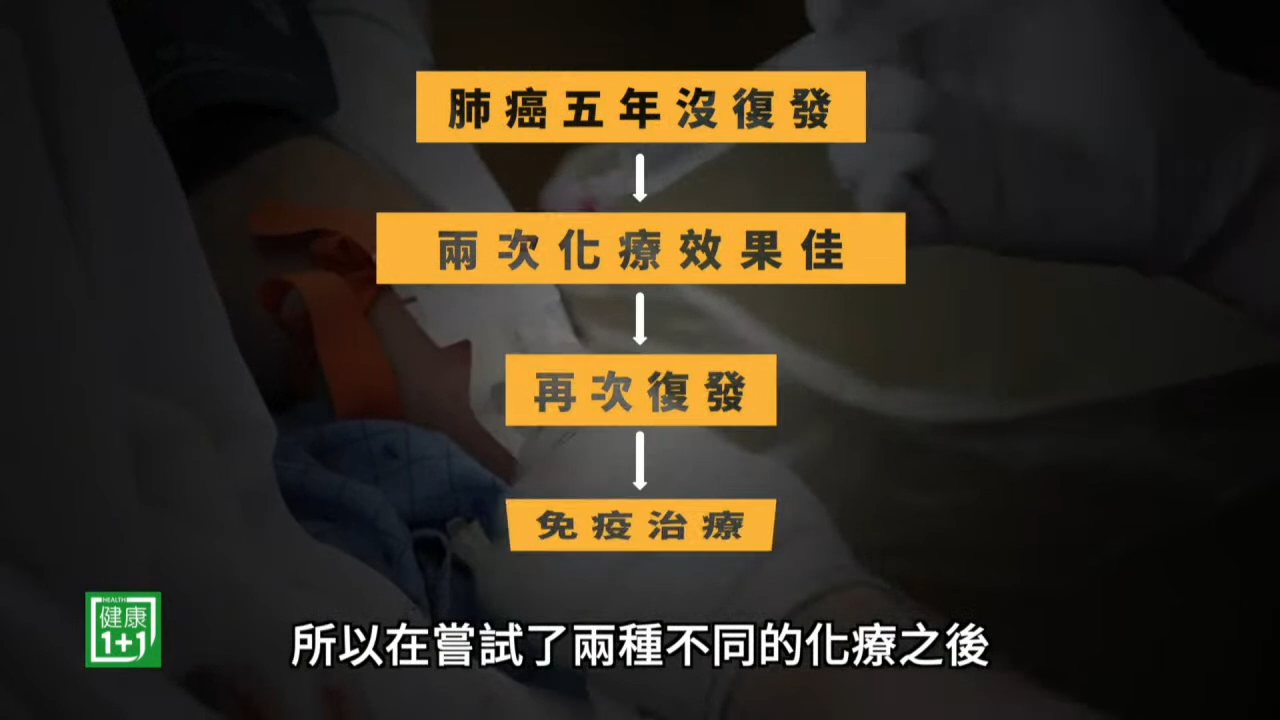 肺癌五年沒復發
兩次化療效果佳
再次復發
免疫治療
HEALTH
健康
1+1
所以在嘗試了兩種不同的化療之後